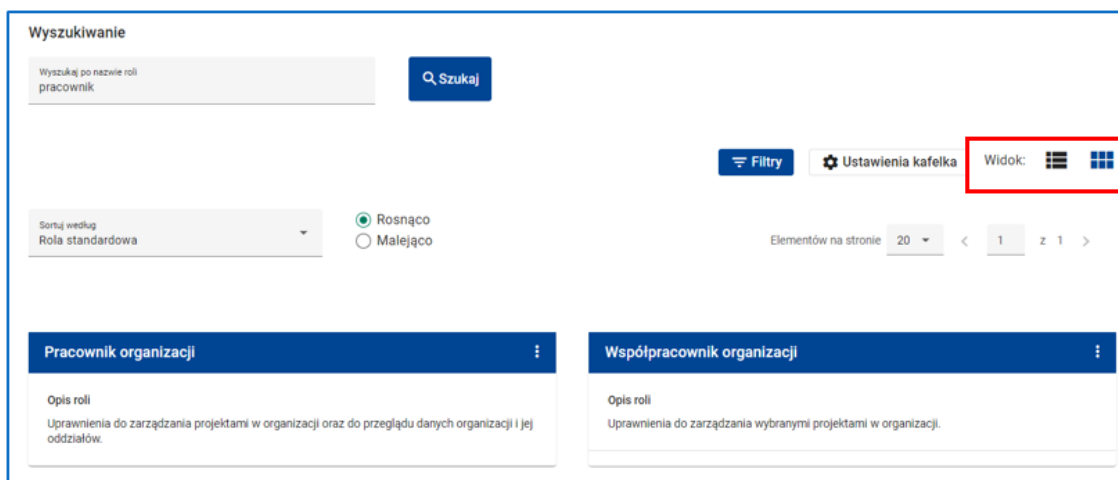 Wyszukiwanie
Wyszukaj po nazwie roli
pracownik
Szukaj
Filtry
Ustawienia kafelka
Widok:
Sortuj według
Rola standardowa
Rosnąco
Malejąco
Elementów na stronie 20 < 1 z 1 >
Pracownik organizacji
Opis roli
Uprawnienia do zarządzania projektami w organizacji oraz do przeglądu danych organizacji i jej
oddziałów.
Współpracownik organizacji
Opis roli
Uprawnienia do zarządzania wybranymi projektami w organizacji.